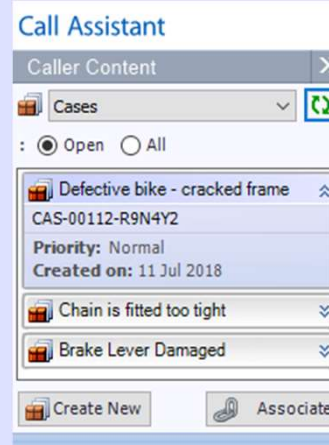 Call Assistant
Caller Content
Cases
: Open All
Defective bike - cracked frame
CAS-00112-R9N4Y2
Priority: Normal
Created on: 11 Jul 2018
Chain is fitted too tight
Brake Lever Damaged
Create New Associate